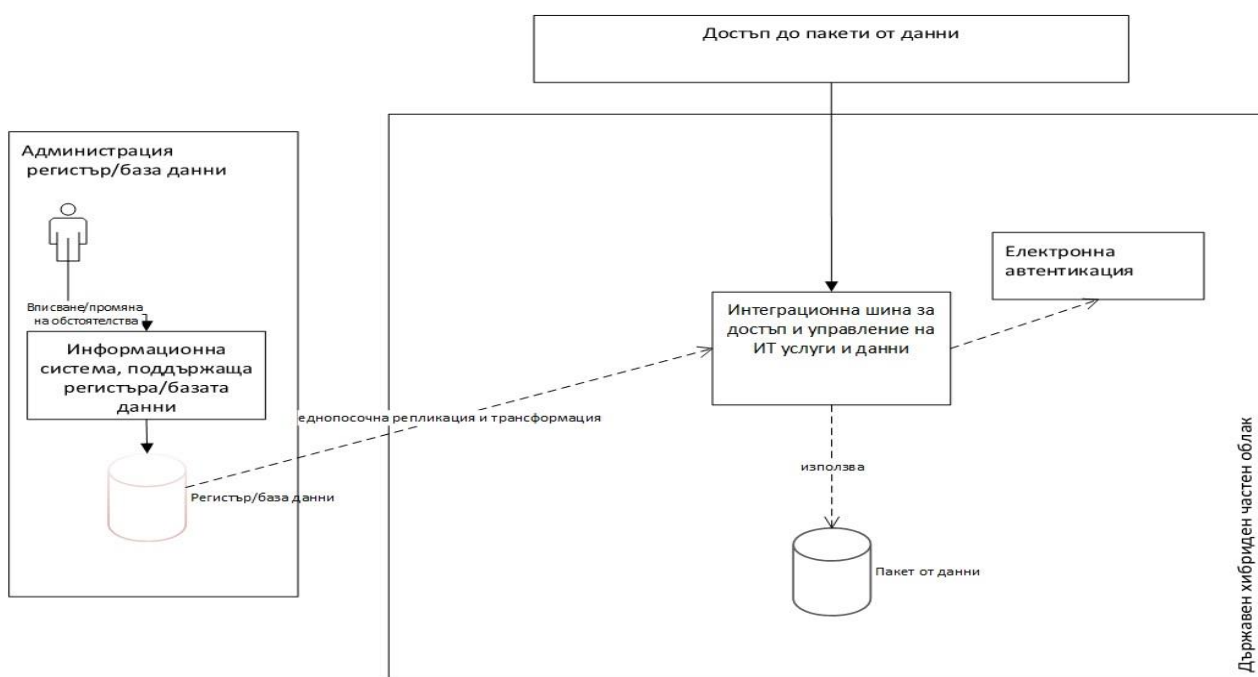 Достъп до пакети от данни
Администрация
регистър/база данни
Вписване/промяна
на обстоятелства
Информационна
система, поддържаща
регистъра/базата
данни
Регистър/база данни
еднопосочна репликация и трансформация
Интеграционна шина за
достъп и управление на
ИТ услуги и данни
Електронна
автентикация
използва
Пакет от данни
Държавен хибриден частен облак